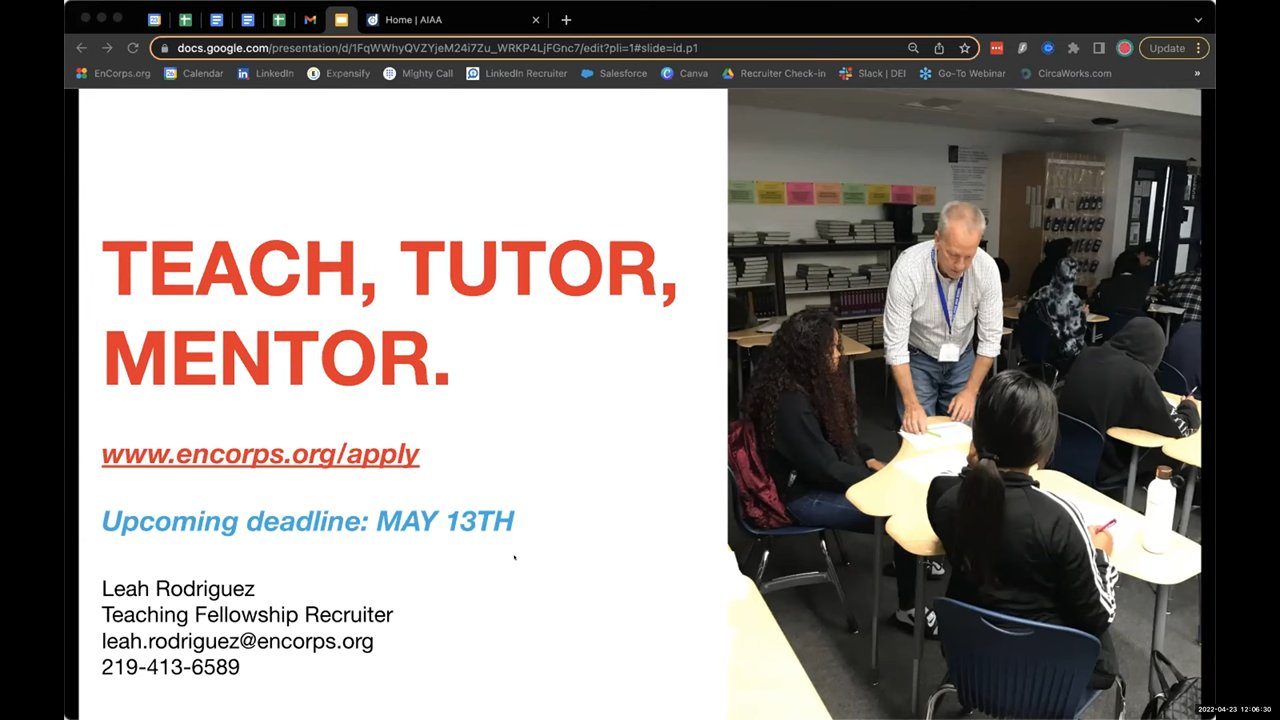 Home | AIAA
docs.google.com/presentation/d/1FqWWhyQVZYjeM24i7Zu_WRKP4LjFGnc7/edit?pli=1#slide=id.p1
Update
EnCorps.org
Calendar
LinkedIn
Expensify
Mighty Call
LinkedIn Recruiter
Salesforce
Canva
Recruiter Check-in
Slack | DEI
Go-To Webinar
CircaWorks.com
»
TEACH, TUTOR,
MENTOR.
www.encorps.org/apply
Upcoming deadline: MAY 13TH
Leah Rodriguez
Teaching Fellowship Recruiter
leah.rodriguez@encorps.org
219-413-6589
2022-04-23 12:06:30